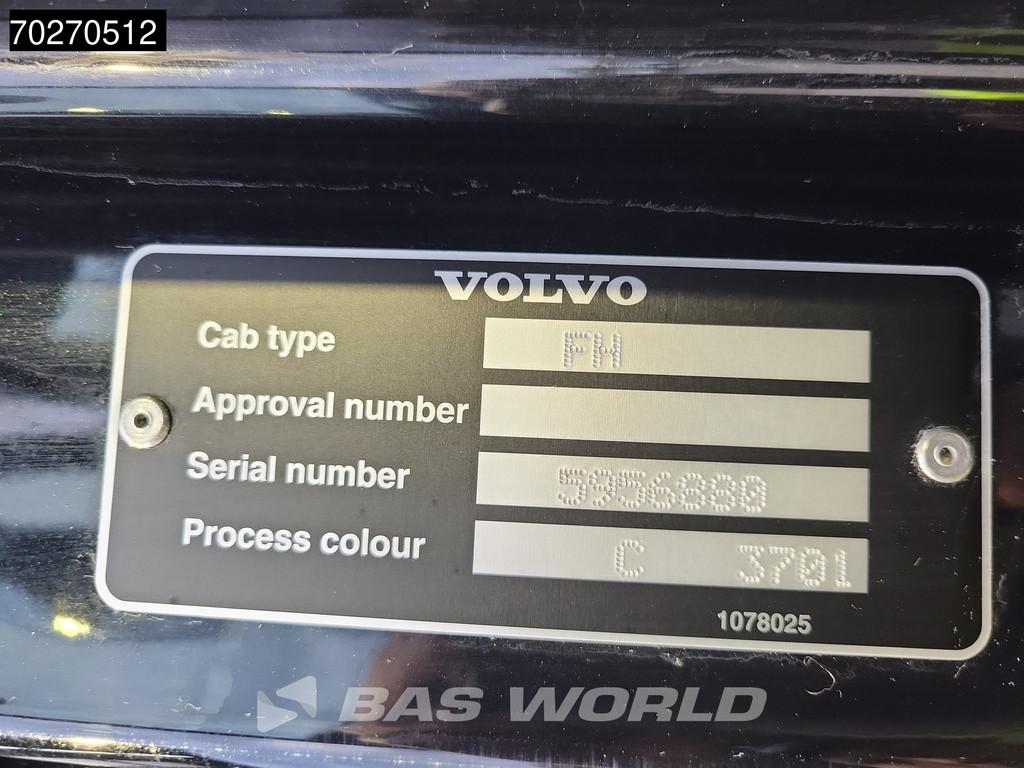 70270512
VOLVO
Cab type FH
Approval number
Serial number 5956880
Process colour C 3701
1078025
BAS WORLD